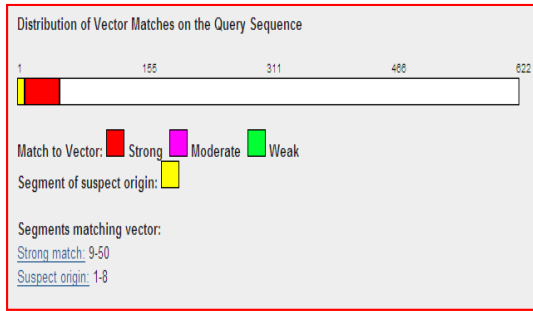 Distribution of Vector Matches on the Query Sequence
1 155 311 466 622
Match to Vector: Strong Moderate Weak
Segment of suspect origin:
Segments matching vector:
Strong match: 9-50
Suspect origin: 1-8